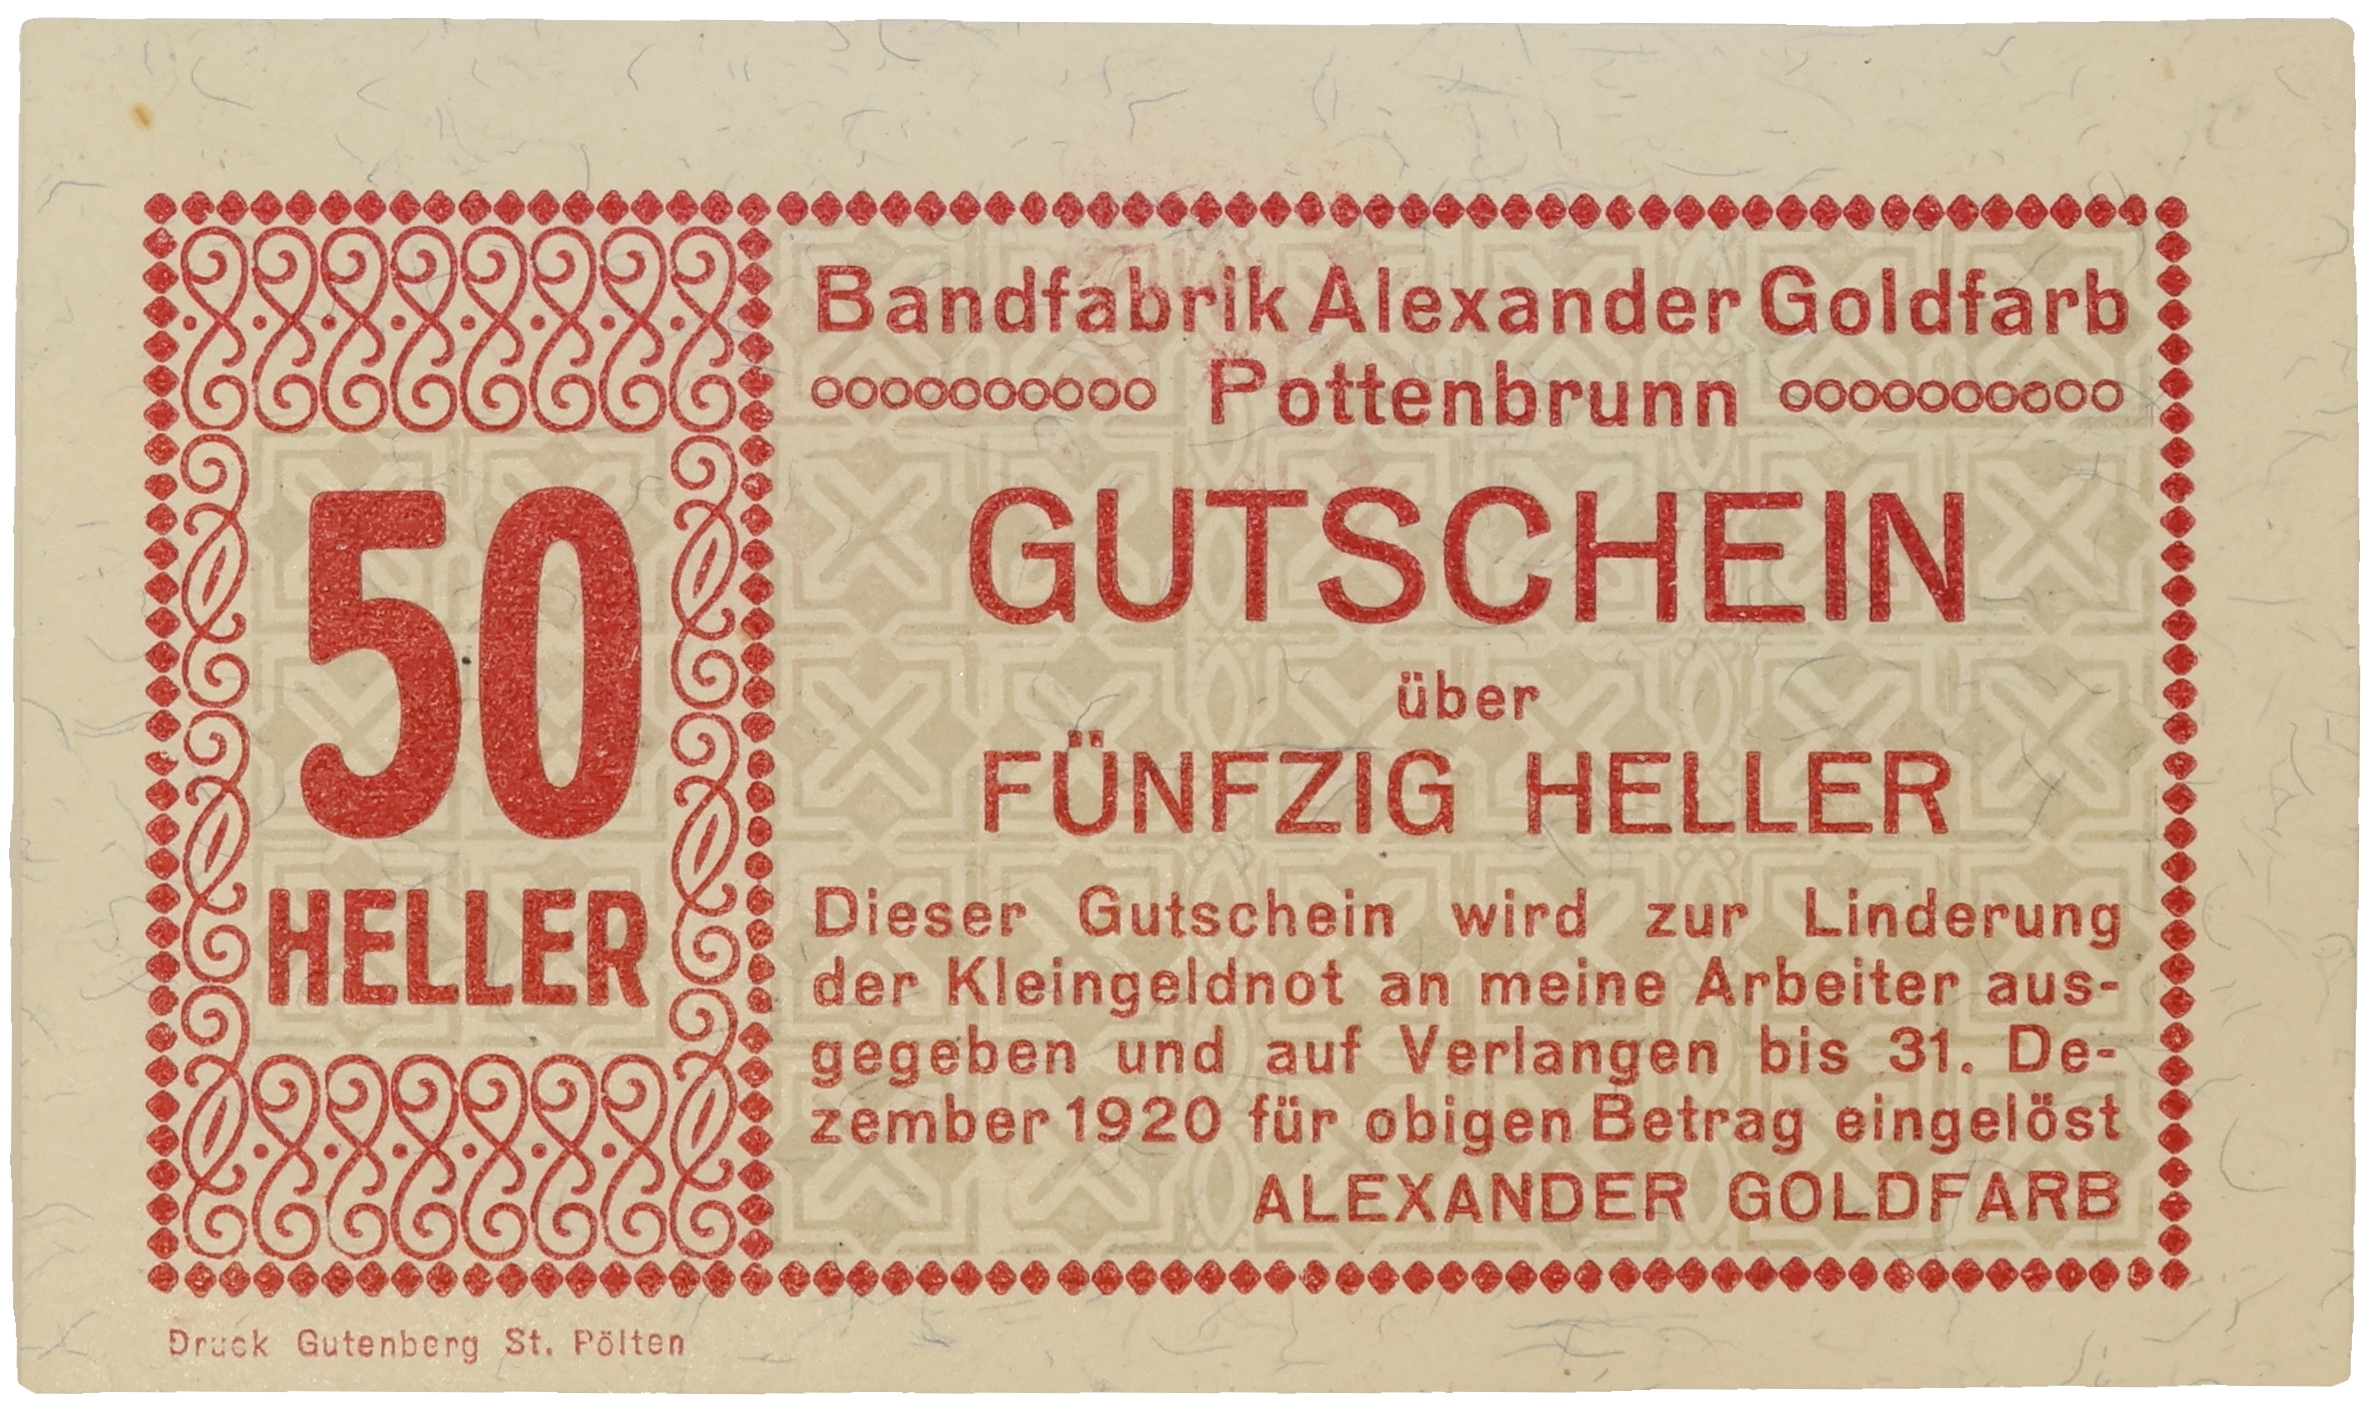 Bandfabrik Alexander Goldfarb
Pottenbrunn
50
HELLER
GUTSCHEIN
über
FÜNFZIG HELLER
Dieser Gutschein wird zur Linderung
der Kleingeldnot an meine Arbeiter aus-
gegeben und auf Verlangen bis 31. De-
zember 1920 für obigen Betrag eingelöst
ALEXANDER GOLDFARB
Druck Gutenberg St. Pölten